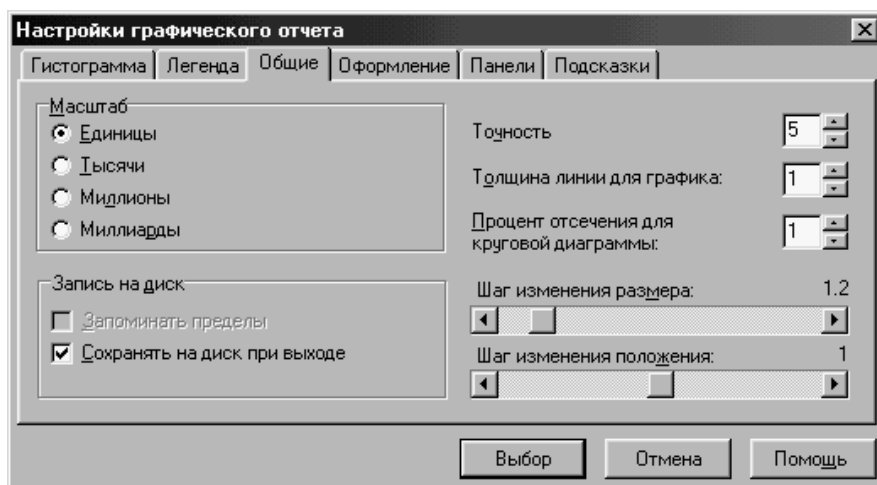 Настройки графического отчета
Гистограмма Легенда Общие Оформление Панели Подсказки
Масштаб
Единицы
Тысячи
Миллионы
Миллиарды
Запись на диск
Запоминать пределы
Сохранять на диск при выходе
Точность 5
Толщина линии для графика: 1
Процент отсечения для
круговой диаграммы: 1
Шаг изменения размера: 1.2
Шаг изменения положения: 1
Выбор Отмена Помощь